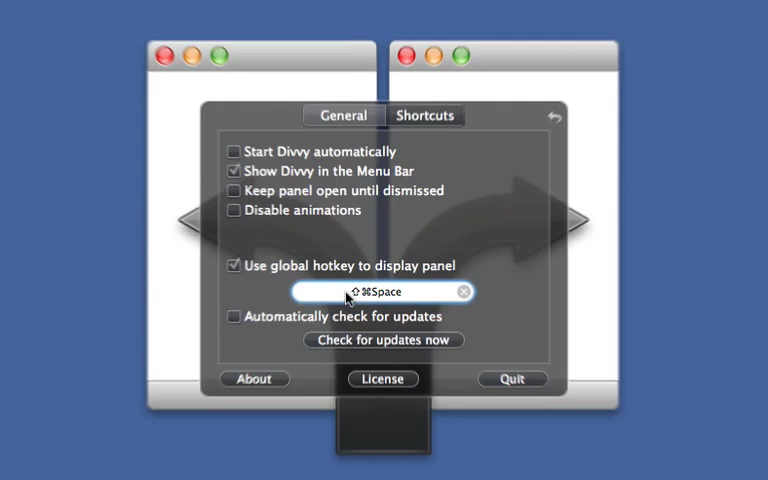 General Shortcuts
Start Divvy automatically
Show Divvy in the Menu Bar
Keep panel open until dismissed
Disable animations
Use global hotkey to display panel
⇧⌘Space
Automatically check for updates
Check for updates now
About License Quit